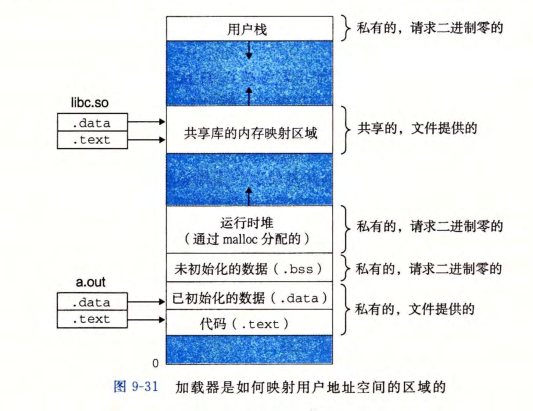 用户栈
私有的，请求二进制零的
libc.so
.data
.text
共享库的内存映射区域
共享的，文件提供的
运行时堆
（通过 malloc 分配的）
私有的，请求二进制零的
未初始化的数据（.bss）
私有的，请求二进制零的
a.out
.data
.text
已初始化的数据（.data）
代码（.text）
私有的，文件提供的
0
图 9-31 加载器是如何映射用户地址空间的区域的